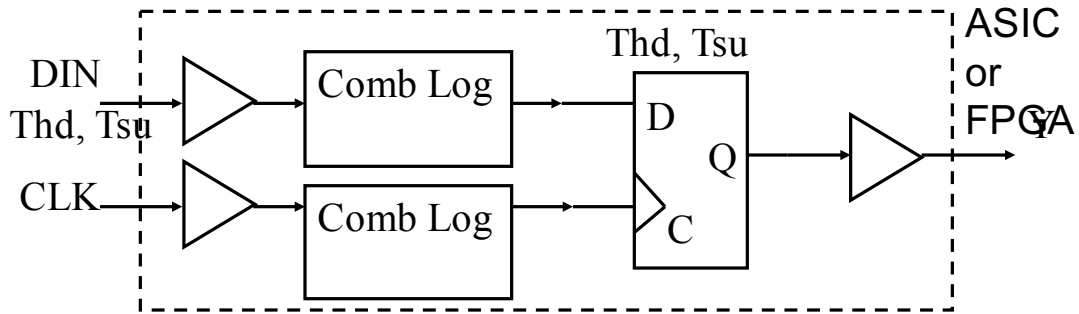 DIN
Thd, Tsu
CLK
Comb Log
Comb Log
Thd, Tsu
D
Q
C
ASIC
or
FPGA
Y